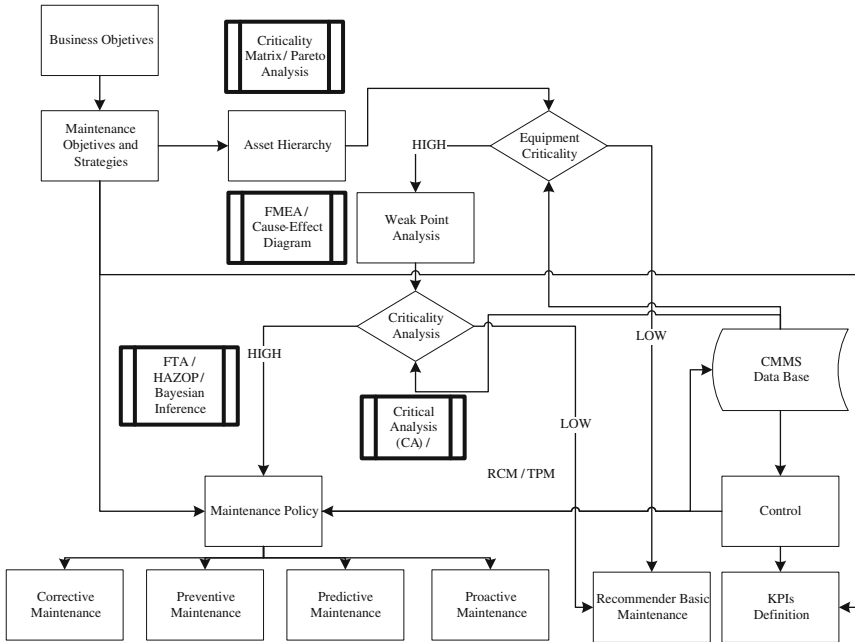 Business Objetives
Criticality
Matrix / Pareto
Analysis
Maintenance
Objetives and
Strategies
Asset Hierarchy
HIGH
Equipment
Criticality
FMEA /
Cause-Effect
Diagram
Weak Point
Analysis
Criticality
Analysis
HIGH
LOW
FTA /
HAZOP /
Bayesian
Inference
CMMS
Data Base
Critical
Analysis
(CA) /
LOW
RCM / TPM
Maintenance Policy
Control
Corrective
Maintenance
Preventive
Maintenance
Predictive
Maintenance
Proactive
Maintenance
Recommender Basic
Maintenance
KPIs
Definition